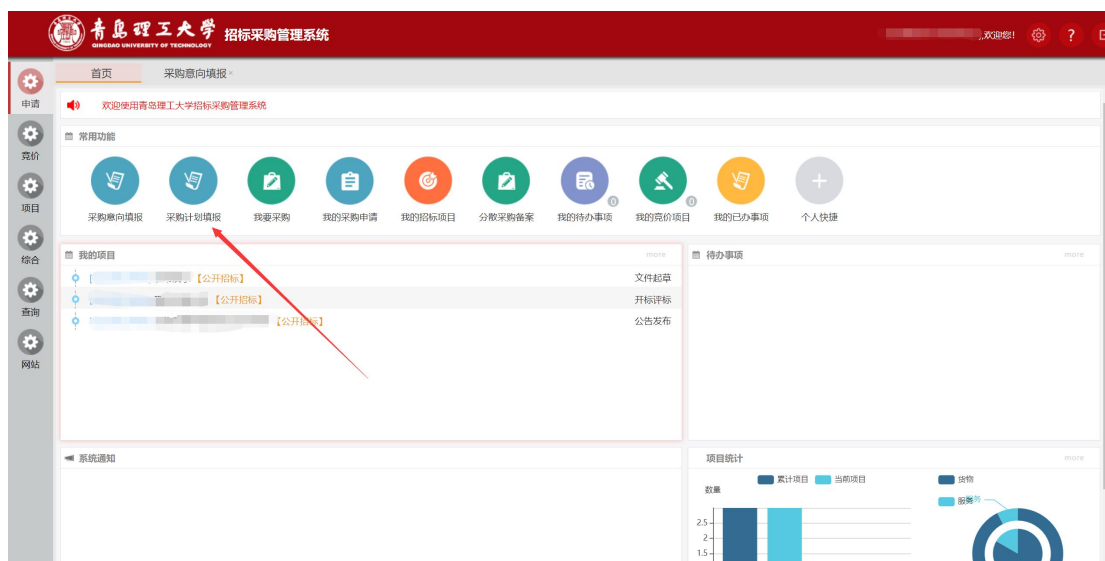 青岛理工大学 招标采购管理系统
QINGDAO UNIVERSITY OF TECHNOLOGY
,欢迎您! ?
首页 采购意向填报×
申请
竞价
项目
综合
查询
网站
欢迎使用青岛理工大学招标采购管理系统
常用功能
0 0
采购意向填报 采购计划填报 我要采购 我的采购申请 我的招标项目 分散采购备案 我的待办事项 我的竞价项目 我的已办事项 个人快捷
我的项目 more
【公开招标】 文件起草
【公开招标】 开标评标
【公开招标】 公告发布
待办事项 more
系统通知
项目统计 more
累计项目 当前项目
数量
2.5
2
1.5
货物
服务